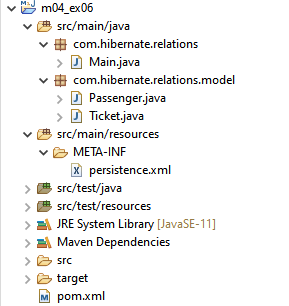 m04_ex06
src/main/java
com.hibernate.relations
Main.java
com.hibernate.relations.model
Passenger.java
Ticket.java
src/main/resources
META-INF
persistence.xml
src/test/java
src/test/resources
JRE System Library [JavaSE-11]
Maven Dependencies
src
target
pom.xml